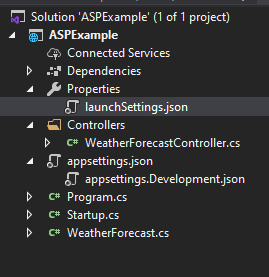 Solution 'ASPExample' (1 of 1 project)
ASPExample
Connected Services
Dependencies
Properties
launchSettings.json
Controllers
C# WeatherForecastController.cs
appsettings.json
appsettings.Development.json
C# Program.cs
C# Startup.cs
C# WeatherForecast.cs